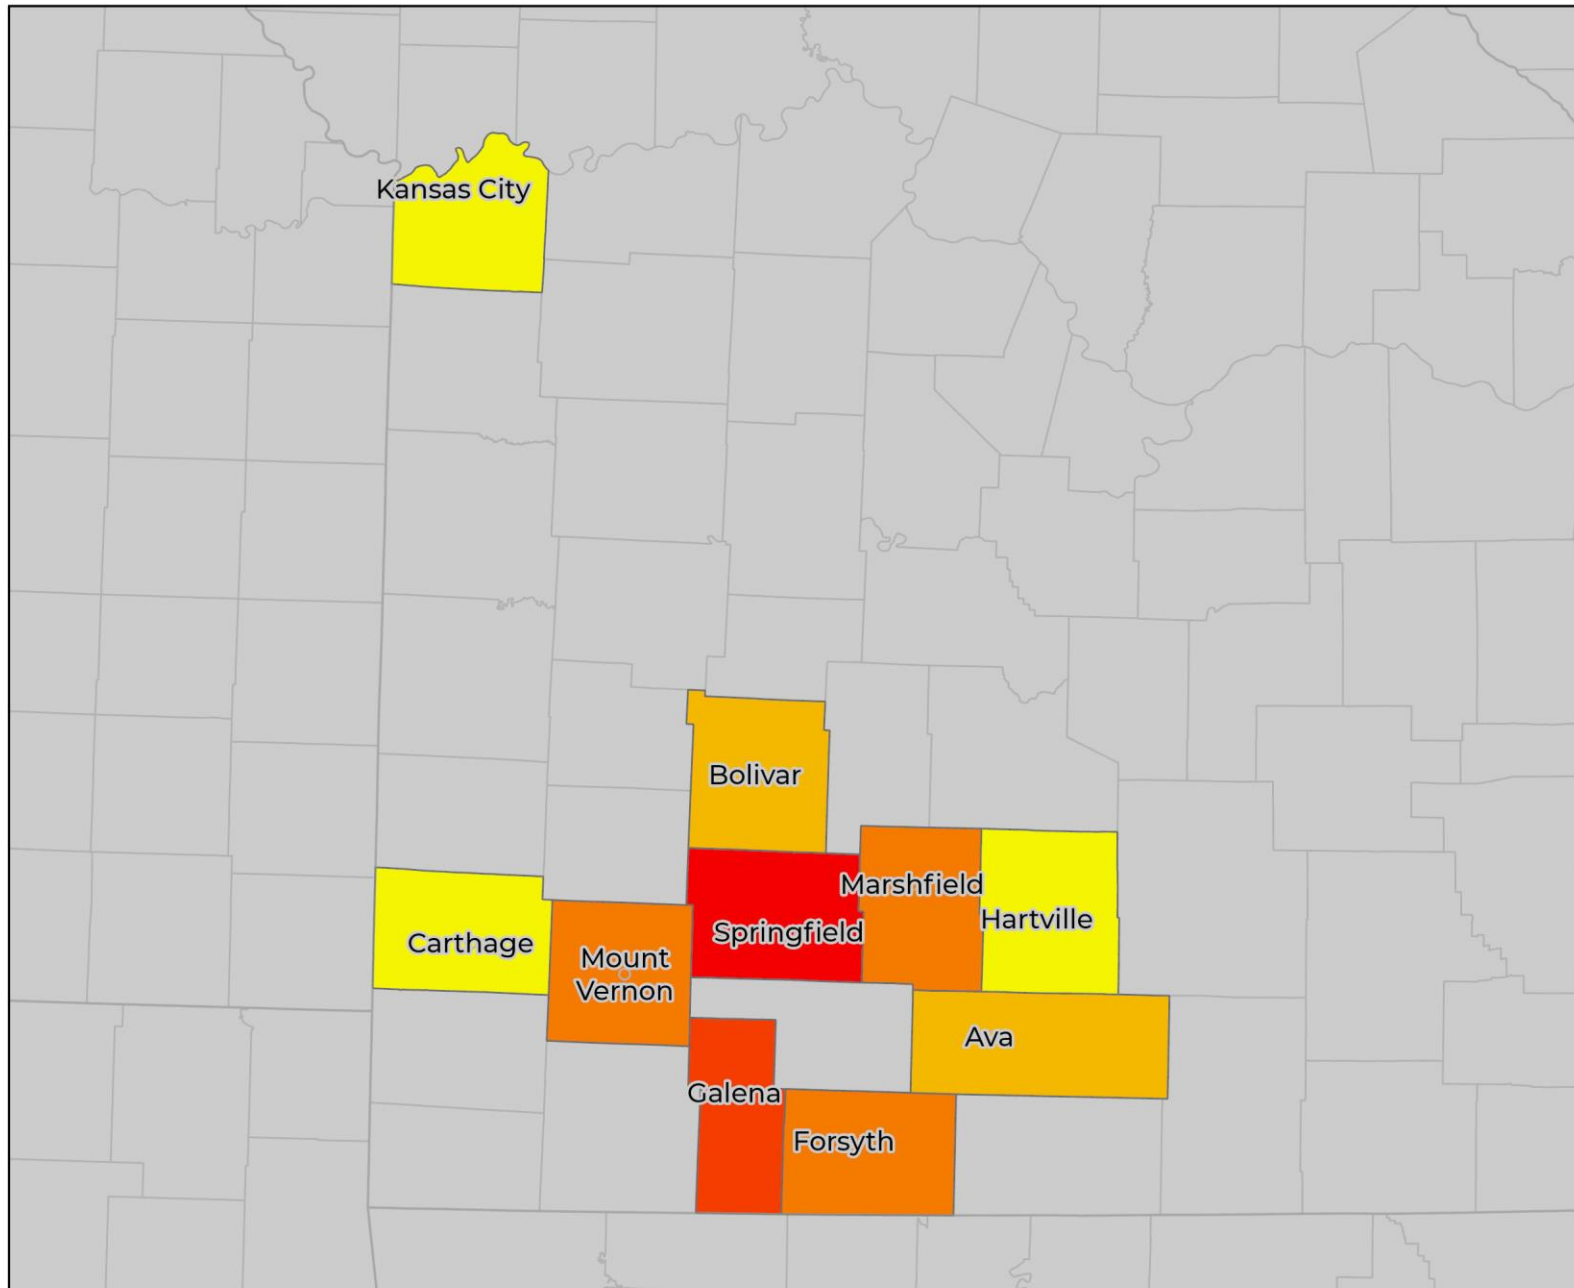 Kansas City
Bolivar
Marshfield
Hartville
Springfield
Carthage
Mount
Vernon
Ava
Galena
Forsyth